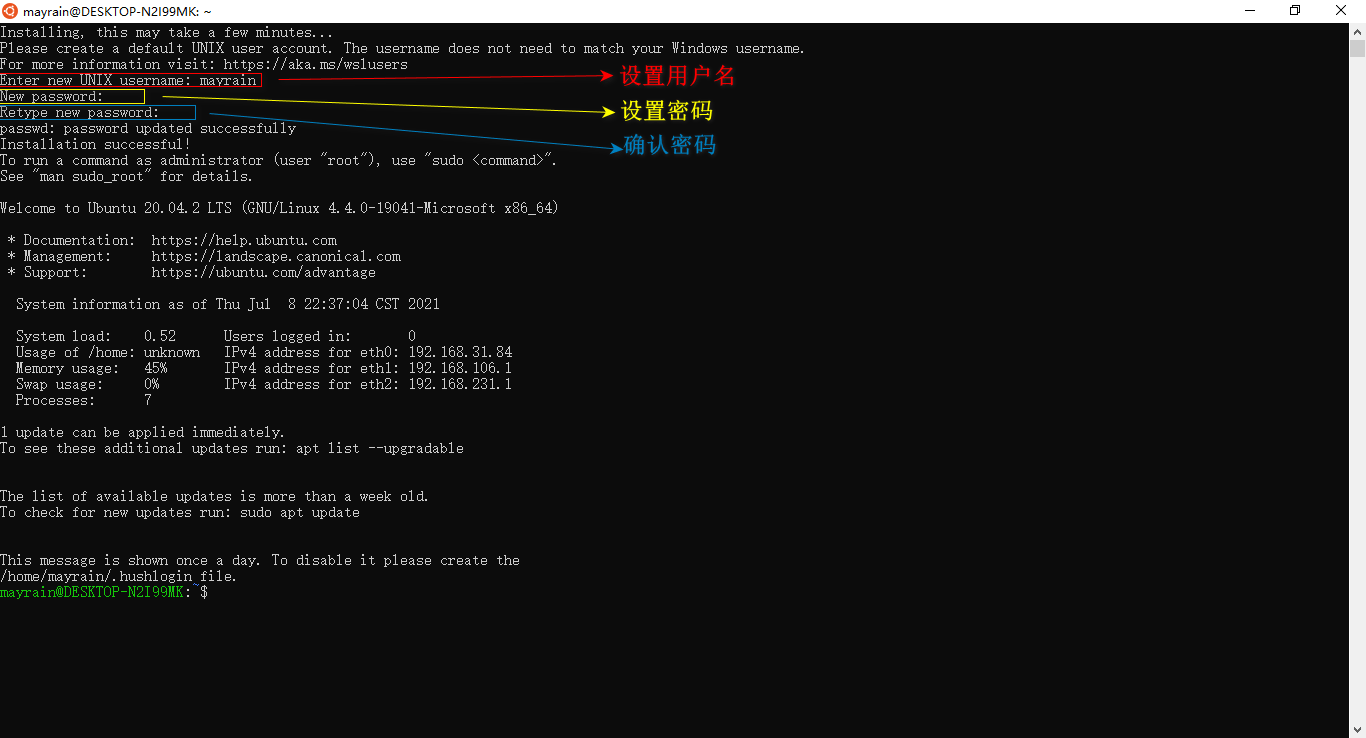 mayrain@DESKTOP-N2I99MK: ~
Installing, this may take a few minutes...
Please create a default UNIX user account. The username does not need to match your Windows username.
For more information visit: https://aka.ms/wslusers
Enter new UNIX username: mayrain 设置用户名
New password: 设置密码
Retype new password: 确认密码
passwd: password updated successfully
Installation successful!
To run a command as administrator (user "root"), use "sudo <command>".
See "man sudo_root" for details.
Welcome to Ubuntu 20.04.2 LTS (GNU/Linux 4.4.0-19041-Microsoft x86_64)
* Documentation: https://help.ubuntu.com
* Management: https://landscape.canonical.com
* Support: https://ubuntu.com/advantage
System information as of Thu Jul 8 22:37:04 CST 2021
System load: 0.52 Users logged in: 0
Usage of /home: unknown IPv4 address for eth0: 192.168.31.84
Memory usage: 45% IPv4 address for eth1: 192.168.106.1
Swap usage: 0% IPv4 address for eth2: 192.168.231.1
Processes: 7
1 update can be applied immediately.
To see these additional updates run: apt list --upgradable
The list of available updates is more than a week old.
To check for new updates run: sudo apt update
This message is shown once a day. To disable it please create the
/home/mayrain/.hushlogin file.
mayrain@DESKTOP-N2I99MK:~$